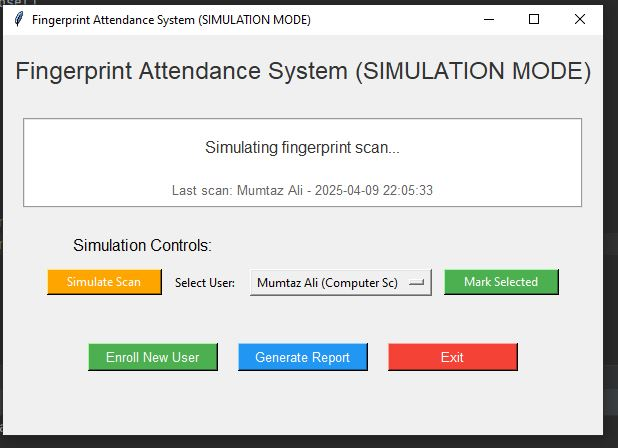 Fingerprint Attendance System (SIMULATION MODE)
Fingerprint Attendance System (SIMULATION MODE)
Simulating fingerprint scan...
Last scan: Mumtaz Ali - 2025-04-09 22:05:33
Simulation Controls:
Simulate Scan Select User: Mumtaz Ali (Computer Sc) Mark Selected
Enroll New User Generate Report Exit